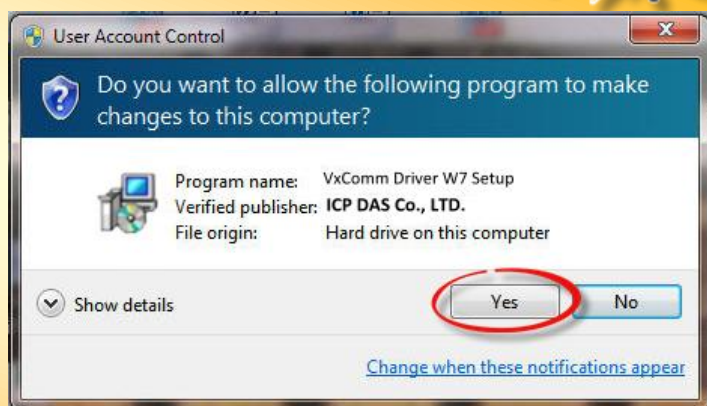 User Account Control
Do you want to allow the following program to make
changes to this computer?
Program name: VxComm Driver W7 Setup
Verified publisher: ICP DAS Co., LTD.
File origin: Hard drive on this computer
Show details
Yes
No
Change when these notifications appear